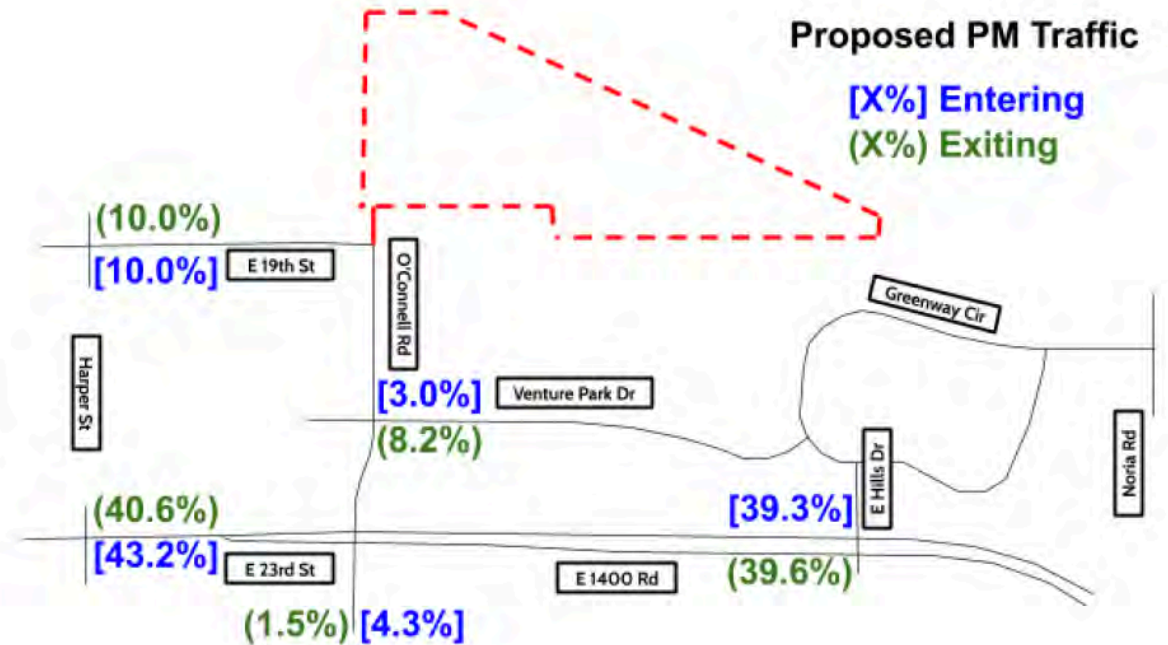 Proposed PM Traffic
[X%] Entering
(X%) Exiting
(10.0%)
[10.0%]
E 19th St
O'Connell Rd
Greenway Cir
Harper St
[3.0%]
Venture Park Dr
(8.2%)
E Hills Dr
Noria Rd
(40.6%)
[43.2%]
E 23rd St
[39.3%]
E 1400 Rd
(39.6%)
(1.5%) [4.3%]